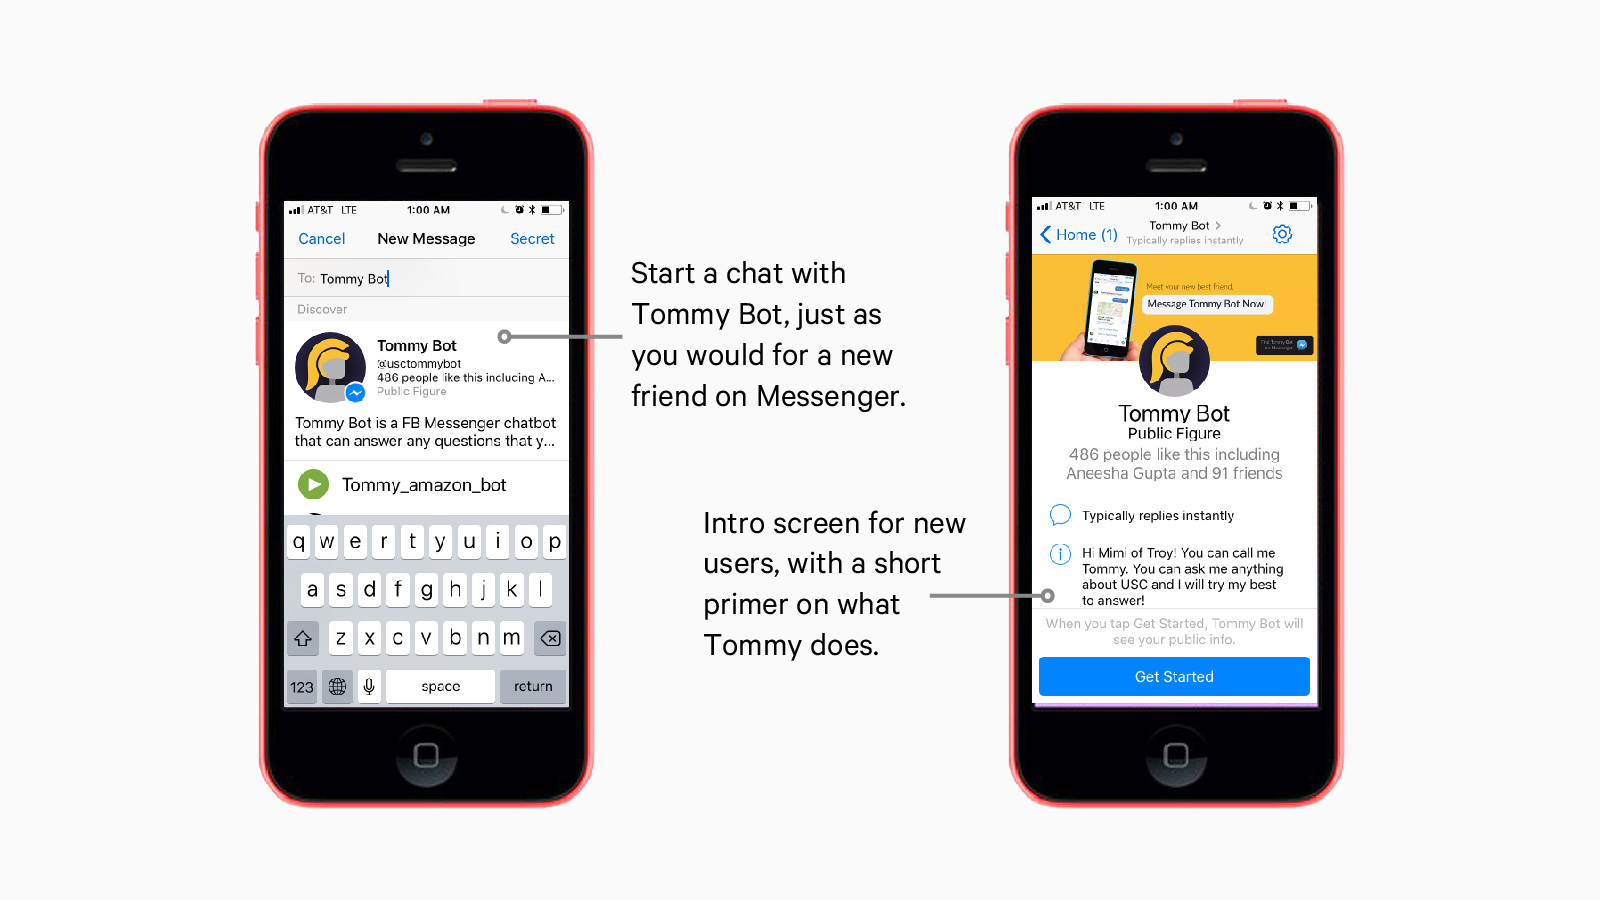 AT&T LTE 1:00 AM
Cancel New Message Secret
To: Tommy Bot
Discover
Tommy Bot
@usctommybot
486 people like this including A...
Public Figure
Tommy Bot is a FB Messenger chatbot
that can answer any questions that y...
Tommy_amazon_bot
q w e r t y u i o p
a s d f g h j k l
z x c v b n m
123 space return
Start a chat with
Tommy Bot, just as
you would for a new
friend on Messenger.
Intro screen for new
users, with a short
primer on what
Tommy does.
AT&T LTE 1:00 AM
Home (1) Tommy Bot
Typically replies instantly
Meet your new best friend.
Message Tommy Bot Now!
Tommy Bot
Public Figure
486 people like this including
Aneesha Gupta and 91 friends
Typically replies instantly
Hi Mimi of Troy! You can call me
Tommy. You can ask me anything
about USC and I will try my best
to answer!
When you tap Get Started, Tommy Bot will
see your public info.
Get Started